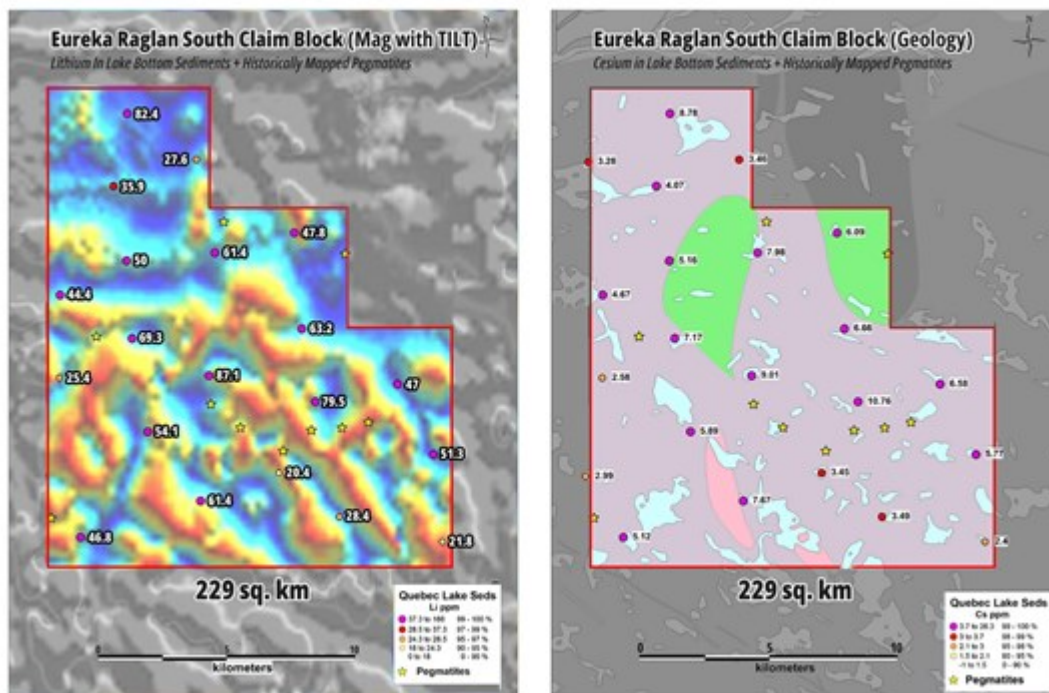 Eureka Raglan South Claim Block (Mag with TILT)
Lithium In Lake Bottom Sediments + Historically Mapped Pegmatites
82.4
27.6
35.9
47.8
61.4
50
44.4
63.2
69.3
87.1
25.4
47
79.5
54.1
51.3
20.4
61.4
28.4
46.8
21.8
229 sq. km
0 5 10
kilometers
Quebec Lake Seds
Li ppm
Pegmatites
Eureka Raglan South Claim Block (Geology)
Cesium in Lake Bottom Sediments + Historically Mapped Pegmatites
8.78
3.28
3.46
4.07
6.09
7.98
5.16
4.67
6.66
7.17
9.01
2.58
6.58
10.76
5.89
5.77
3.45
2.99
7.67
3.49
5.12
2.4
229 sq. km
0 5 10
kilometers
Quebec Lake Seds
Cs ppm
Pegmatites